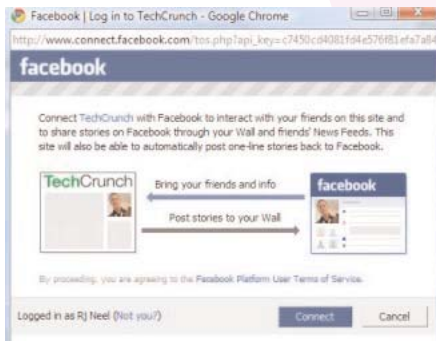 Facebook | Log in to TechCrunch - Google Chrome
http://www.connect.facebook.com/tos.php?api_key=c7450cd4081fd4e576f81efa7a84
facebook
Connect TechCrunch with Facebook to interact with your friends on this site and
to share stories on Facebook through your Wall and friends' News Feeds. This
site will also be able to automatically post one-line stories back to Facebook.
TechCrunch
Bring your friends and info
facebook
Post stories to your Wall
By proceeding, you are agreeing to the Facebook Platform User Terms of Service.
Logged in as RJ Neel (Not you?)
Connect
Cancel